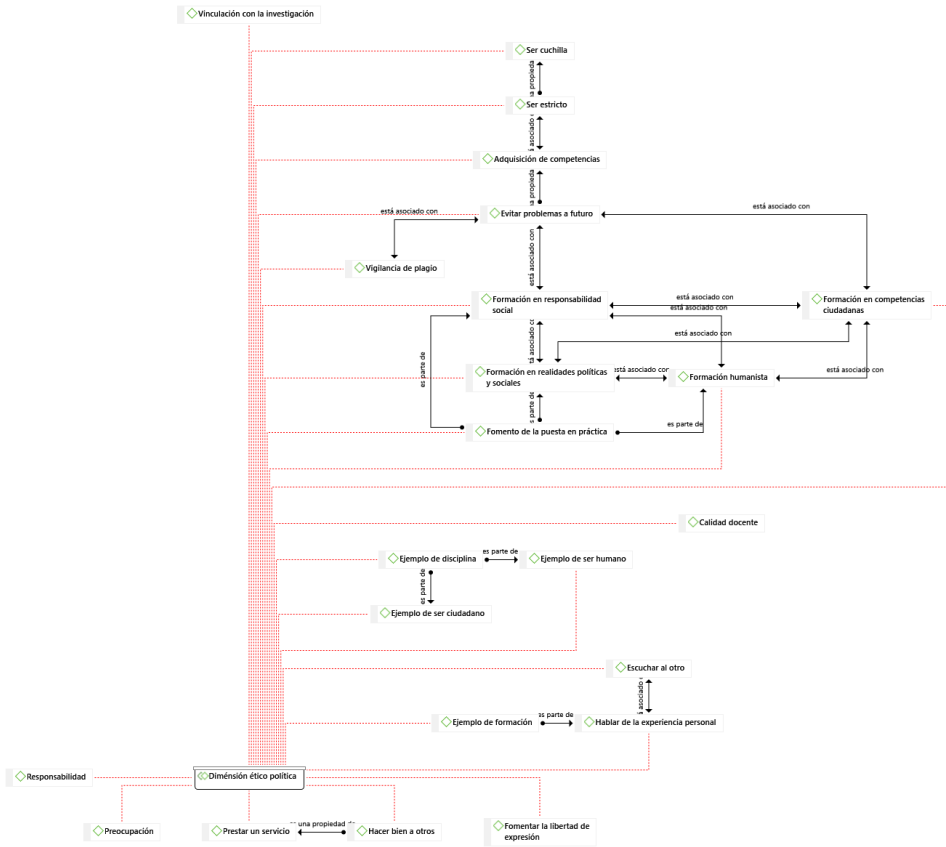 Vinculación con la investigación
Ser cuchilla
a propieda
Ser estricto
á asociado
Adquisición de competencias
a propieda
Evitar problemas a futuro
está asociado con
está asociado con
está asociado con
Vigilancia de plagio
Formación en responsabilidad
social
está asociado con
está asociado con
Formación en competencias
ciudadanas
tá asociado co
está asociado con
es parte de
Formación en realidades políticas
y sociales
stá asociado con
Formación humanista
está asociado con
s parte de
Fomento de la puesta en práctica
es parte de
Calidad docente
Ejemplo de disciplina
es parte de
Ejemplo de ser humano
es parte de
Ejemplo de ser ciudadano
Escuchar al otro
á asociado
Ejemplo de formación
es parte de
Hablar de la experiencia personal
Responsabilidad
Diménsión ético política
Preocupación
Prestar un servicio
es una propiedad de
Hacer bien a otros
Fomentar la libertad de
expresión